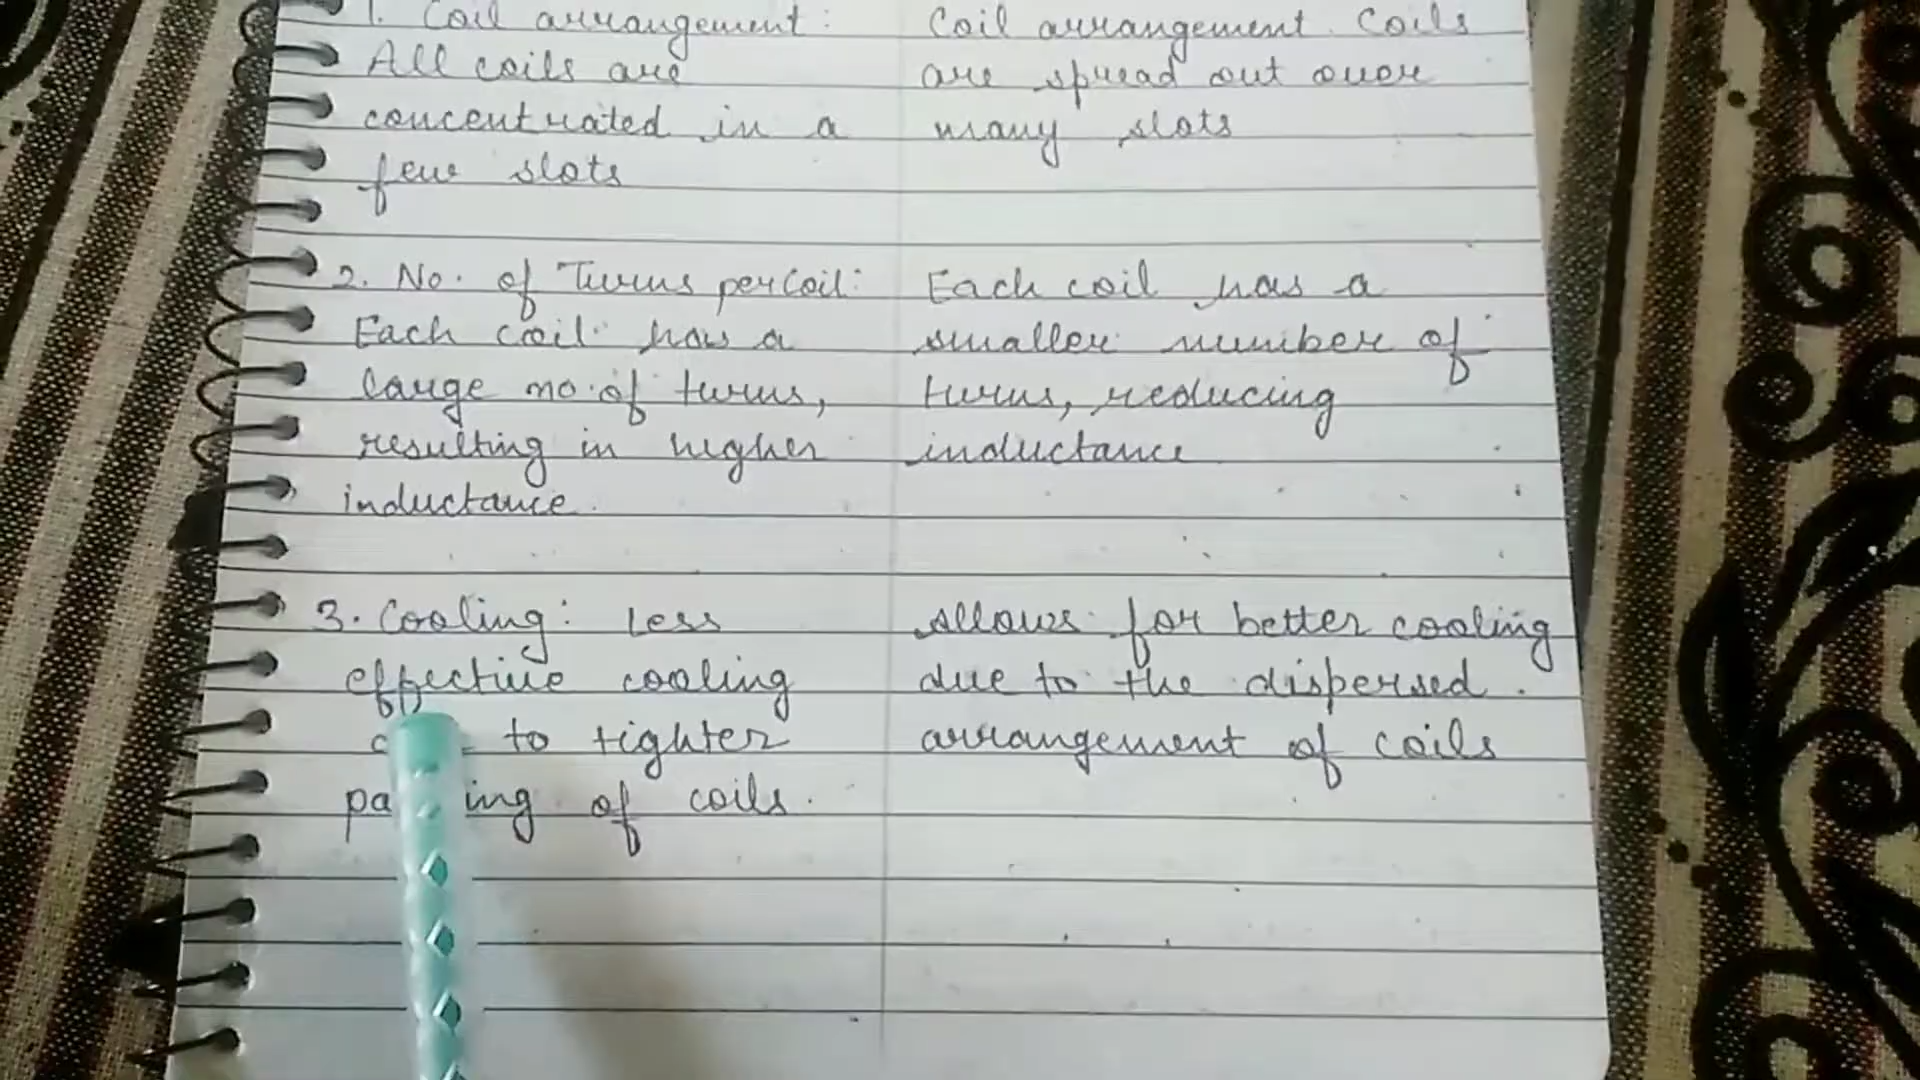 1. Coil arrangement:
All coils are
concentrated in a
few slots
2. No. of Turns per Coil:
Each coil has a
large no. of turns,
resulting in higher
inductance.
3. Cooling: Less
effective cooling
to tighter
of coils.
Coil arrangement. Coils
are spread out over
many slots
Each coil has a
smaller number of
turns, reducing
inductance
Allows for better cooling
due to the dispersed
arrangement of coils